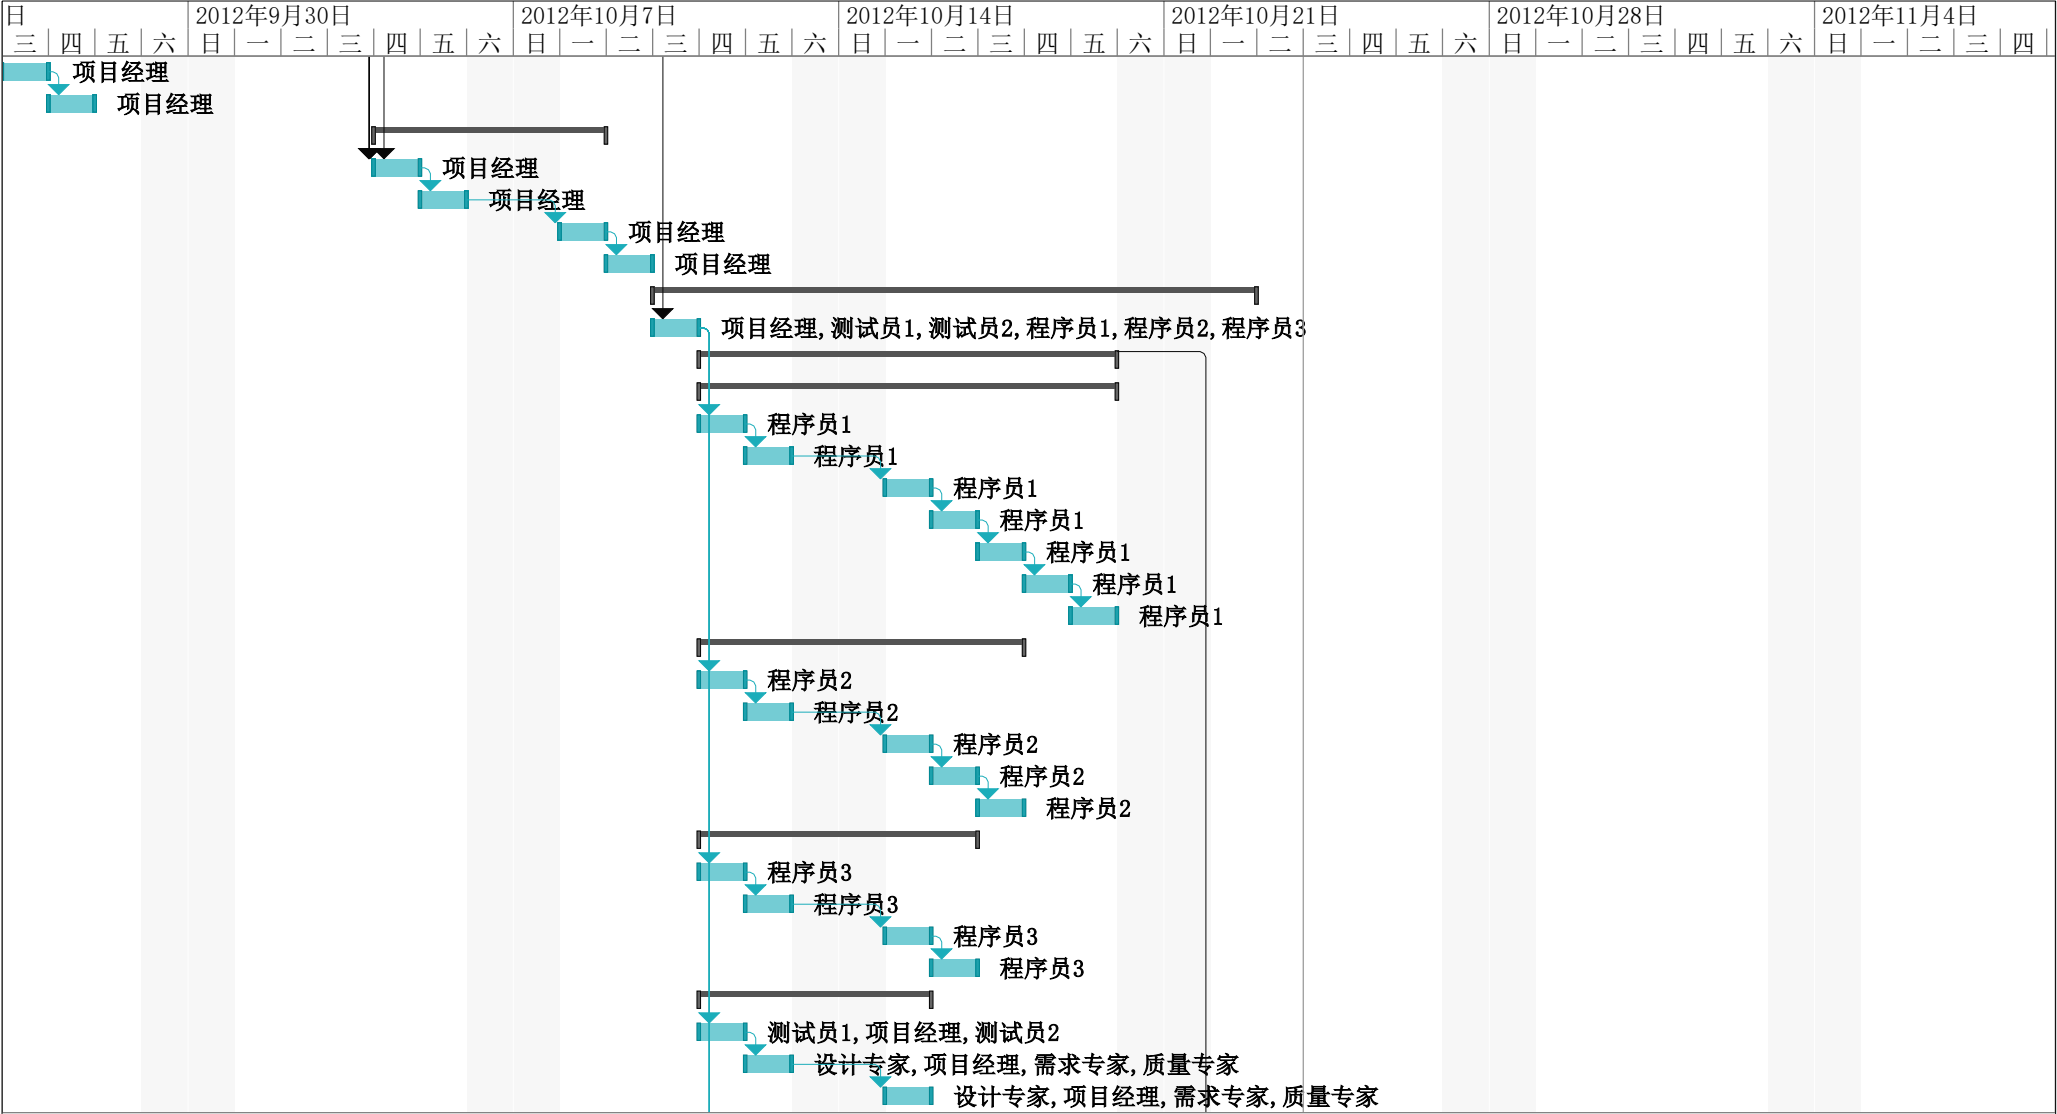 日 2012年9月30日 2012年10月7日 2012年10月14日 2012年10月21日 2012年10月28日 2012年11月4日
三 四 五 六 日 一 二 三 四 五 六 日 一 二 三 四 五 六 日 一 二 三 四 五 六 日 一 二 三 四 五 六 日 一 二 三 四 五 六 日 一 二 三 四
项目经理
项目经理
项目经理
项目经理
项目经理
项目经理
项目经理,测试员1,测试员2,程序员1,程序员2,程序员3
程序员1
程序员1
程序员1
程序员1
程序员1
程序员1
程序员1
程序员2
程序员2
程序员2
程序员2
程序员2
程序员3
程序员3
程序员3
程序员3
测试员1,项目经理,测试员2
设计专家,项目经理,需求专家,质量专家
设计专家,项目经理,需求专家,质量专家